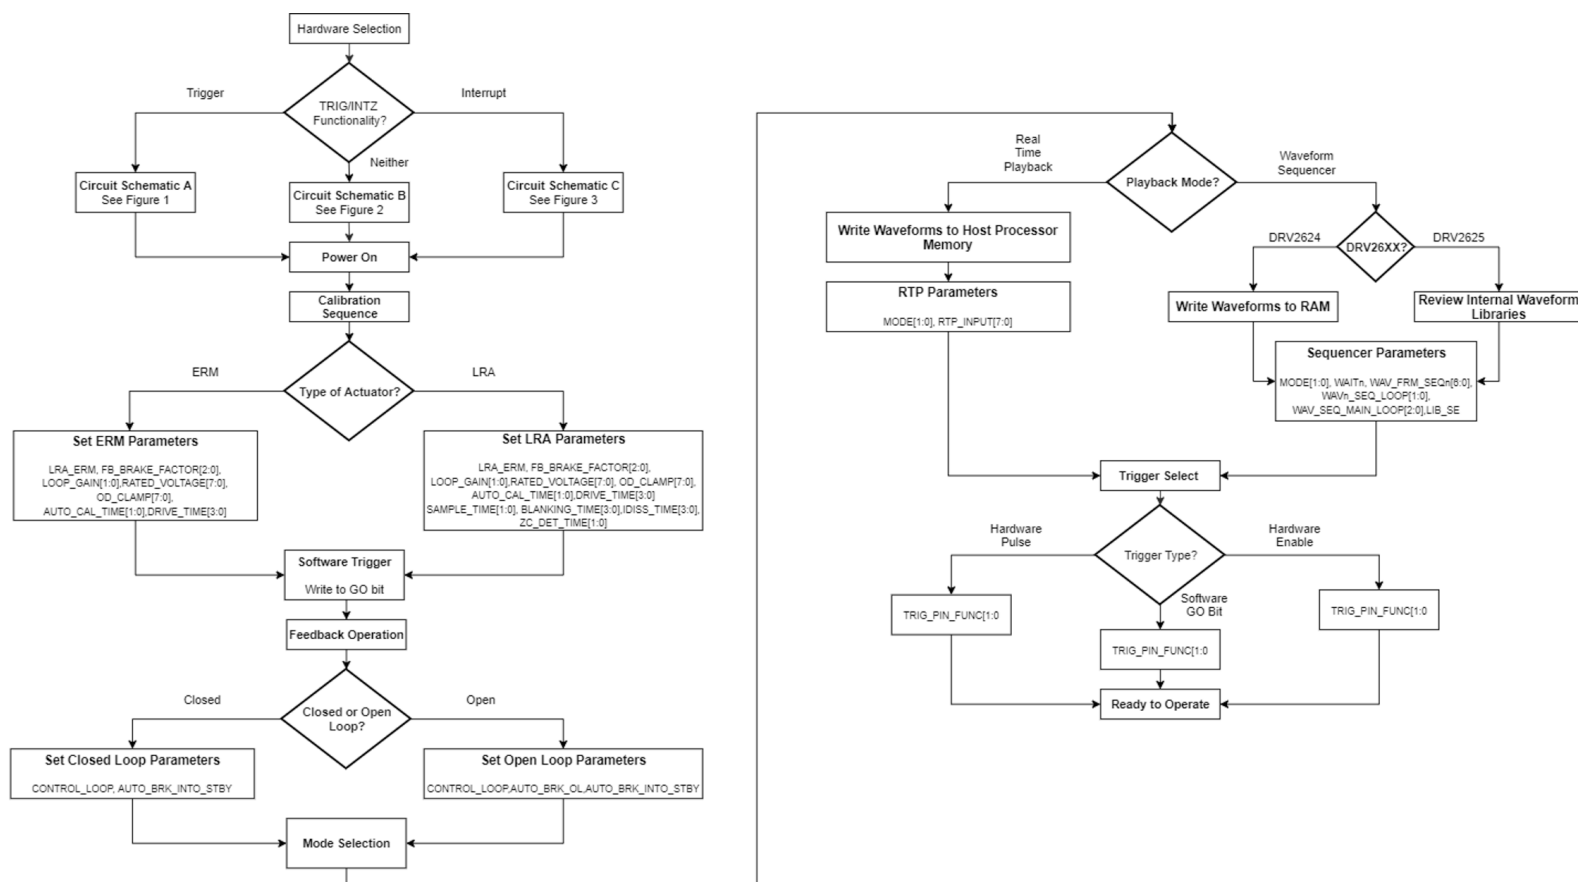 Hardware Selection
TRIG/INTZ
Functionality?
Trigger
Interrupt
Neither
Circuit Schematic A
See Figure 1
Circuit Schematic B
See Figure 2
Circuit Schematic C
See Figure 3
Power On
Calibration
Sequence
Type of Actuator?
ERM
LRA
Set ERM Parameters
LRA_ERM, FB_BRAKE_FACTOR[2:0],
LOOP_GAIN[1:0],RATED_VOLTAGE[7:0],
OD_CLAMP[7:0],
AUTO_CAL_TIME[1:0],DRIVE_TIME[3:0]
Set LRA Parameters
LRA_ERM, FB_BRAKE_FACTOR[2:0],
LOOP_GAIN[1:0],RATED_VOLTAGE[7:0], OD_CLAMP[7:0],
AUTO_CAL_TIME[1:0],DRIVE_TIME[3:0]
SAMPLE_TIME[1:0], BLANKING_TIME[3:0],IDISS_TIME[3:0],
ZC_DET_TIME[1:0]
Software Trigger
Write to GO bit
Feedback Operation
Closed or Open
Loop?
Closed
Open
Set Closed Loop Parameters
CONTROL_LOOP, AUTO_BRK_INTO_STBY
Set Open Loop Parameters
CONTROL_LOOP,AUTO_BRK_OL,AUTO_BRK_INTO_STBY
Mode Selection
Playback Mode?
Real
Time
Playback
Waveform
Sequencer
Write Waveforms to Host Processor
Memory
RTP Parameters
MODE[1:0], RTP_INPUT[7:0]
DRV26XX?
DRV2624
DRV2625
Write Waveforms to RAM
Review Internal Waveform
Libraries
Sequencer Parameters
MODE[1:0], WAITn, WAV_FRM_SEQn[6:0],
WAVn_SEQ_LOOP[1:0],
WAV_SEQ_MAIN_LOOP[2:0],LIB_SE
Trigger Select
Trigger Type?
Hardware
Pulse
Hardware
Enable
Software
GO Bit
TRIG_PIN_FUNC[1:0
TRIG_PIN_FUNC[1:0
TRIG_PIN_FUNC[1:0
Ready to Operate